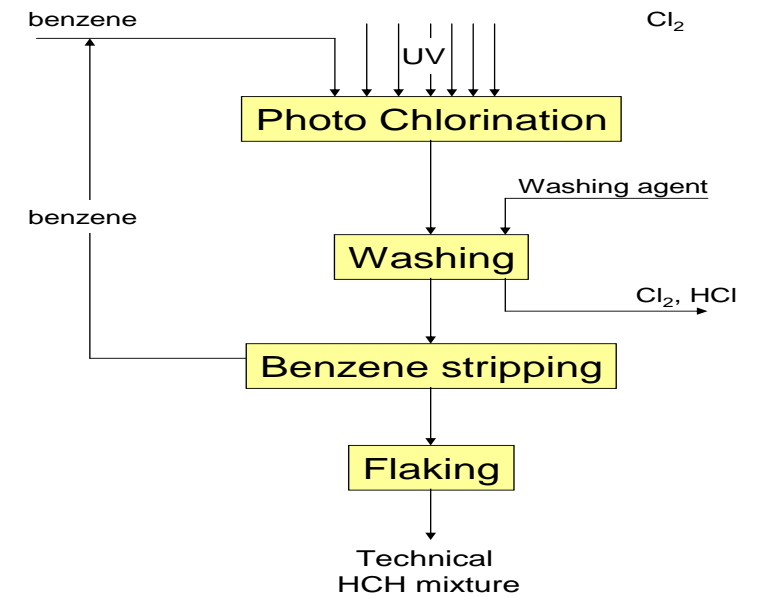 benzene
Cl₂
UV
Photo Chlorination
Washing agent
benzene
Washing
Cl₂, HCl
Benzene stripping
Flaking
Technical
HCH mixture